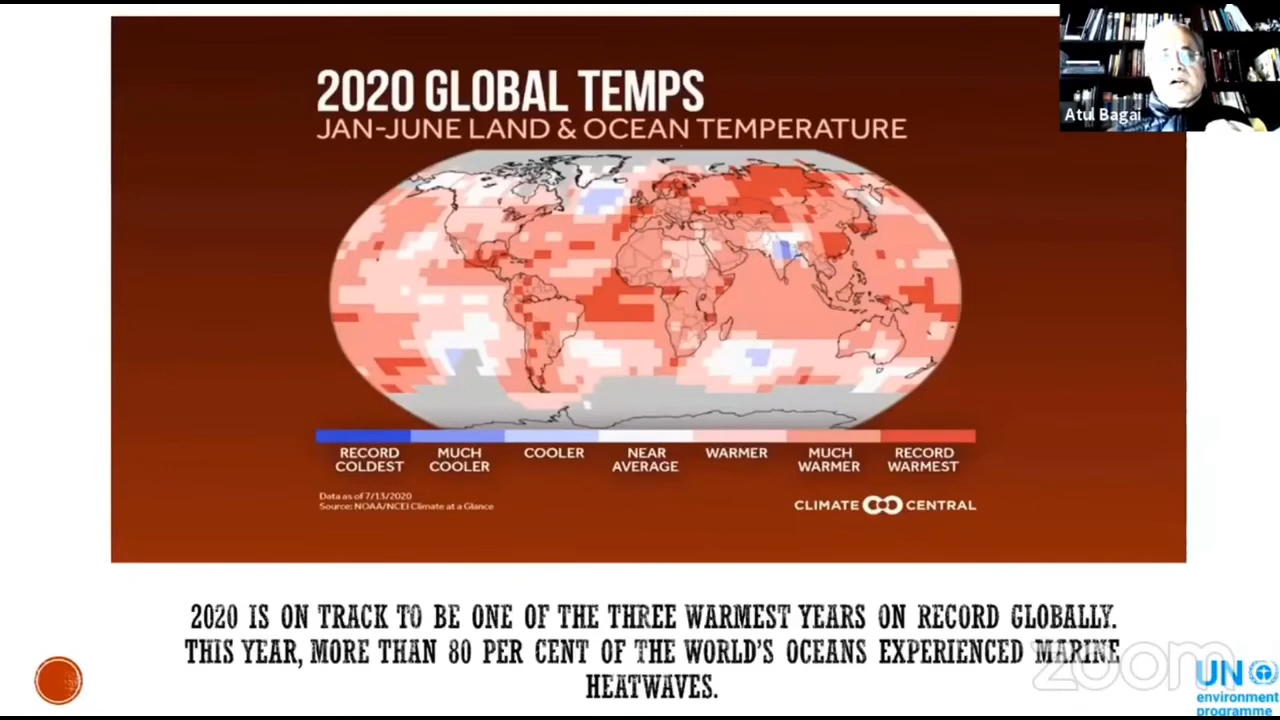 2020 GLOBAL TEMPS
JAN-JUNE LAND & OCEAN TEMPERATURE
Atul Bagai
RECORD COLDEST
MUCH COOLER
COOLER
NEAR AVERAGE
WARMER
MUCH WARMER
RECORD WARMEST
Data as of 7/13/2020
Source: NOAA/NCEI Climate at a Glance
CLIMATE CENTRAL
2020 IS ON TRACK TO BE ONE OF THE THREE WARMEST YEARS ON RECORD GLOBALLY.
THIS YEAR, MORE THAN 80 PER CENT OF THE WORLD'S OCEANS EXPERIENCED MARINE
HEATWAVES.
zoom
UN
environment
programme